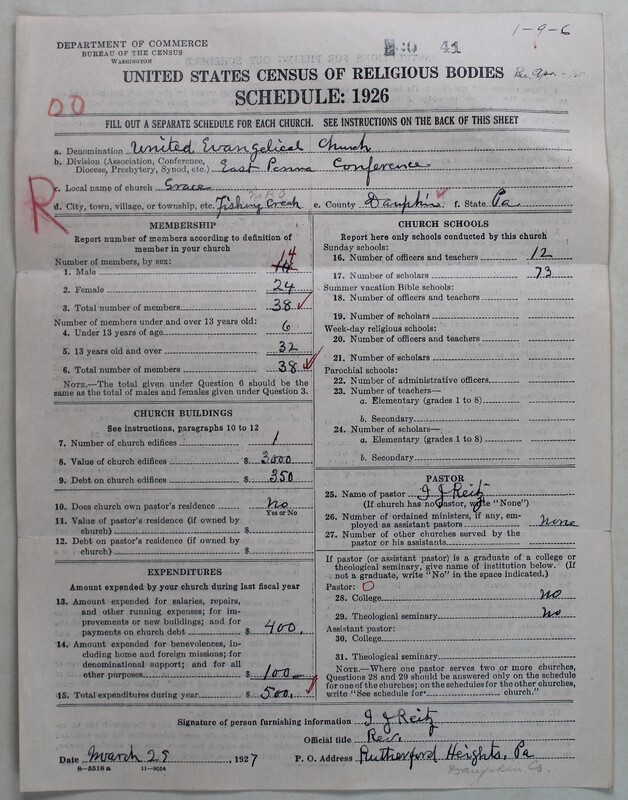 1-9-6
DEPARTMENT OF COMMERCE
BUREAU OF THE CENSUS
WASHINGTON
41
UNITED STATES CENSUS OF RELIGIOUS BODIES
SCHEDULE: 1926
00
FILL OUT A SEPARATE SCHEDULE FOR EACH CHURCH. SEE INSTRUCTIONS ON THE BACK OF THIS SHEET
a. Denomination United Evangelical Church
b. Division (Association, Conference, Diocese, Presbytery, Synod, etc.) East Penna Conference
R
c. Local name of church Grace
d. City, town, village, or township, etc. Fishing Creek e. County Dauphin f. State Pa
MEMBERSHIP
Report number of members according to definition of
member in your church
Number of members, by sex:
1. Male 14
2. Female 24
3. Total number of members 38
Number of members under and over 13 years old:
4. Under 13 years of age 6
5. 13 years old and over 32
6. Total number of members 38
NOTE.—The total given under Question 6 should be
same as the total of males and females given under Question 3.
CHURCH BUILDINGS
See instructions, paragraphs 10 to 12
7. Number of church edifices 1
8. Value of church edifices $ 3000
9. Debt on church edifices $ 350
10. Does church own pastor's residence No
Yes or No
11. Value of pastor's residence (if owned by
church) $
12. Debt on pastor's residence (if owned by
church) $
EXPENDITURES
Amount expended by your church during last fiscal year
13. Amount expended for salaries, repairs,
and other running expenses; for im-
provements or new buildings; and for
payments on church debt $ 400.
14. Amount expended for benevolences, in-
cluding home and foreign missions; for
denominational support; and for all
other purposes $ 100
15. Total expenditures during year $ 500.
CHURCH SCHOOLS
Report here only schools conducted by this church
Sunday schools:
16. Number of officers and teachers 12
17. Number of scholars 73
Summer vacation Bible schools:
18. Number of officers and teachers
19. Number of scholars
Week-day religious schools:
20. Number of officers and teachers
21. Number of scholars
Parochial schools:
22. Number of administrative officers
23. Number of teachers—
a. Elementary (grades 1 to 8)
b. Secondary
24. Number of scholars—
a. Elementary (grades 1 to 8)
b. Secondary
PASTOR
25. Name of pastor I J Reitz
(If church has no pastor, write "None")
26. Number of ordained ministers, if any, em-
ployed as assistant pastors none
27. Number of other churches served by the
pastor or his assistants
If pastor (or assistant pastor) is a graduate of a college or
theological seminary, give name of institution below. (If
not a graduate, write "No" in the space indicated.)
Pastor: 0
28. College no
29. Theological seminary no
Assistant pastor:
30. College
31. Theological seminary
NOTE.—Where one pastor serves two or more churches,
Questions 28 and 29 should be answered only on the schedule
for one of the churches; on the schedules for the other churches,
write "See schedule for church."
Signature of person furnishing information I J Reitz
Official title Rev.
Date March 29, 1927 P. O. Address Rutherford Heights, Pa
8-5518 a 11-9054
Dauphin Co.